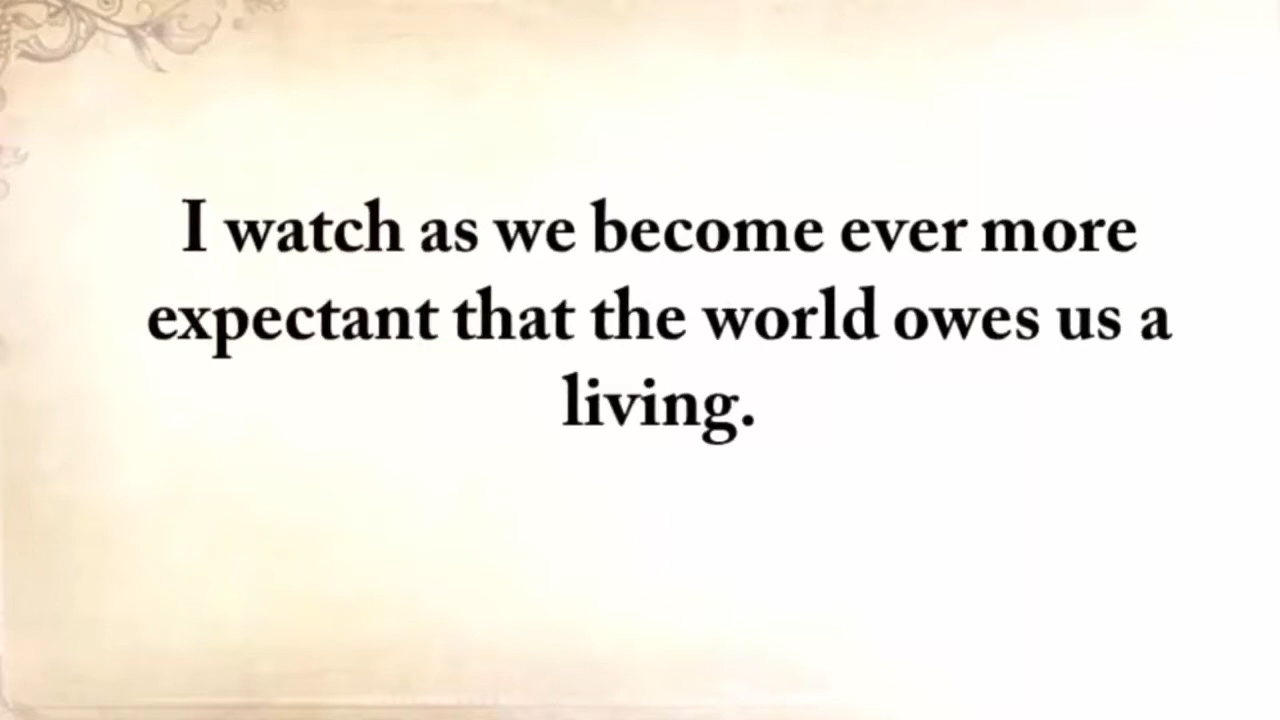 I watch as we become ever more
expectant that the world owes us a
living.